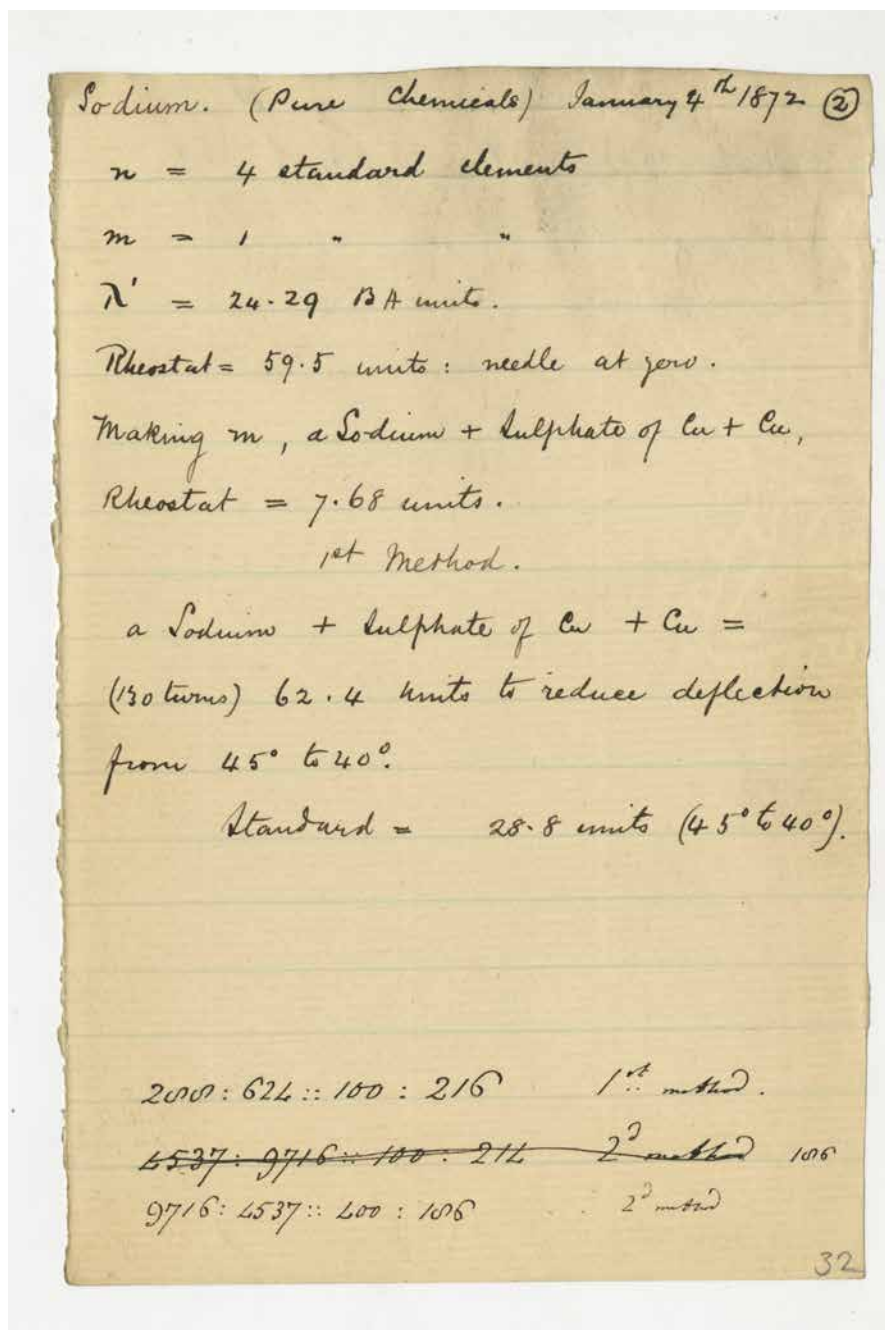 Sodium. (Pure Chemicals) January 4th 1872 ②
n = 4 standard elements
m = 1 " "
λ' = 24.29 BA units.
Rheostat = 59.5 units: needle at zero.
Making m, a Sodium + Sulphate of Cu + Cu,
Rheostat = 7.68 units.
1st Method.
a Sodium + Sulphate of Cu + Cu =
(130 turns) 62.4 units to reduce deflection
from 45° to 40°.
Standard = 28.8 units (45° to 40°).
288 : 624 :: 100 : 216 1st method.
4537 : 9716 :: 100 : 214 2d method 186
9716 : 4537 :: 400 : 186 2d method
32